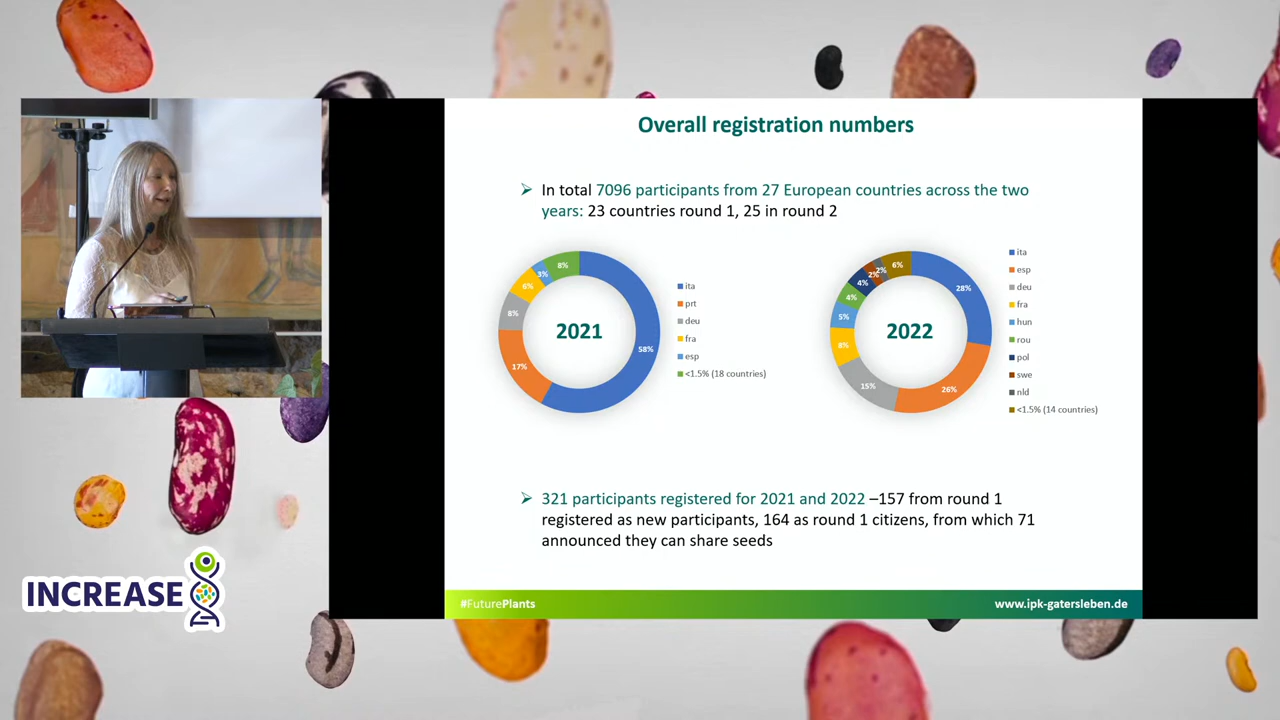 Overall registration numbers
➢ In total 7096 participants from 27 European countries across the two
years: 23 countries round 1, 25 in round 2
8%
3%
6%
8%
17%
58%
2021
ita
prt
deu
fra
esp
<1.5% (18 countries)
6%
2%
2%
4%
4%
5%
8%
15%
26%
28%
2022
ita
esp
deu
fra
hun
rou
pol
swe
nld
<1.5% (14 countries)
➢ 321 participants registered for 2021 and 2022 –157 from round 1
registered as new participants, 164 as round 1 citizens, from which 71
announced they can share seeds
#FuturePlants
www.ipk-gatersleben.de
INCREASE